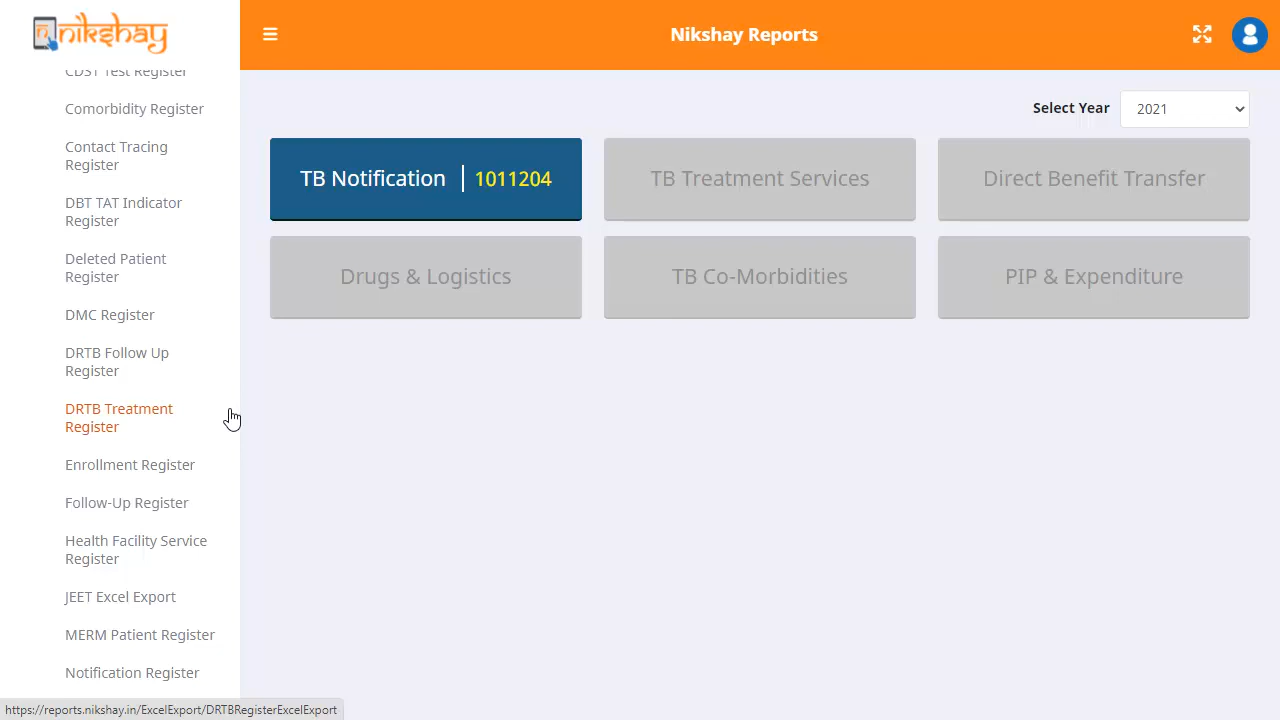 nikshay
Nikshay Reports
CDST Test Register
Comorbidity Register
Contact Tracing
Register
DBT TAT Indicator
Register
Deleted Patient
Register
DMC Register
DRTB Follow Up
Register
DRTB Treatment
Register
Enrollment Register
Follow-Up Register
Health Facility Service
Register
JEET Excel Export
MERM Patient Register
Notification Register
Select Year 2021
TB Notification 1011204
TB Treatment Services
Direct Benefit Transfer
Drugs & Logistics
TB Co-Morbidities
PIP & Expenditure
https://reports.nikshay.in/ExcelExport/DRTBRegisterExcelExport